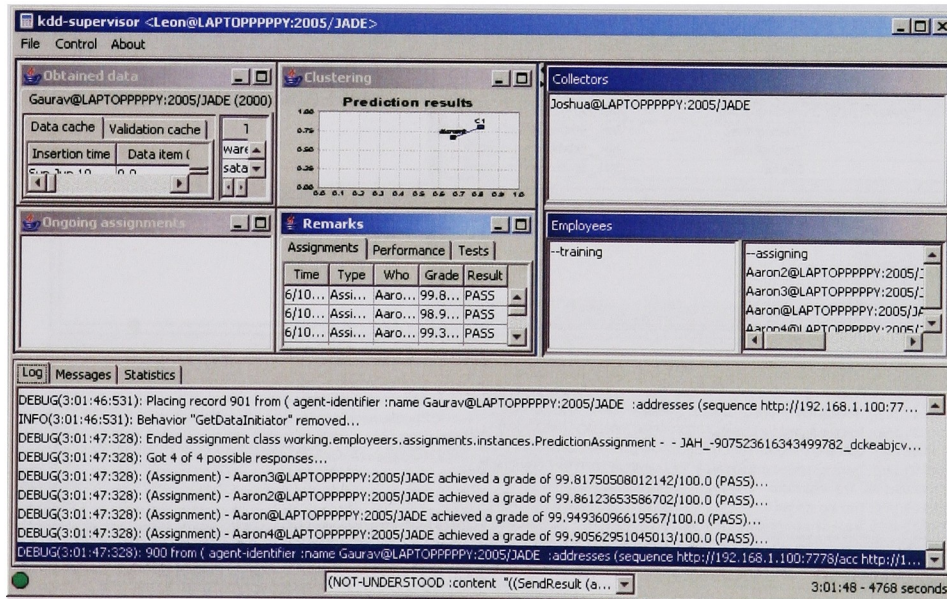 kdd-supervisor <Leon@LAPTOPPPPPY:2005/JADE>
File Control About
Obtained data
Gaurav@LAPTOPPPPPY:2005/JADE (2000)
Data cache Validation cache
Insertion time Data item (
Sun Jun 10 0.0
ware
sata
Clustering
Prediction results
1.00
0.75
0.50
0.25
0.00
0.0 0.1 0.2 0.3 0.4 0.5 0.6 0.7 0.8 0.9 1.0
C1
Collectors
Joshua@LAPTOPPPPPY:2005/JADE
Ongoing assignments
Remarks
Assignments Performance Tests
Time Type Who Grade Result
6/10... Assi... Aaro... 99.8... PASS
6/10... Assi... Aaro... 98.9... PASS
6/10... Assi... Aaro... 99.3... PASS
Employees
--training
--assigning
Aaron2@LAPTOPPPPPY:2005/J
Aaron3@LAPTOPPPPPY:2005/J
Aaron@LAPTOPPPPPY:2005/JA
Aaron4@LAPTOPPPPPY:2005/J
Log Messages Statistics
DEBUG(3:01:46:531): Placing record 901 from ( agent-identifier :name Gaurav@LAPTOPPPPPY:2005/JADE :addresses (sequence http://192.168.1.100:77...
INFO(3:01:46:531): Behavior "GetDataInitiator" removed...
DEBUG(3:01:47:328): Ended assignment class working.employeers.assignments.instances.PredictionAssignment - - JAH_-907523616343499782_dckeabjcv...
DEBUG(3:01:47:328): Got 4 of 4 possible responses...
DEBUG(3:01:47:328): (Assignment) - Aaron3@LAPTOPPPPPY:2005/JADE achieved a grade of 99.81750508012142/100.0 (PASS)...
DEBUG(3:01:47:328): (Assignment) - Aaron2@LAPTOPPPPPY:2005/JADE achieved a grade of 99.86123653586702/100.0 (PASS)...
DEBUG(3:01:47:328): (Assignment) - Aaron@LAPTOPPPPPY:2005/JADE achieved a grade of 99.94936096619567/100.0 (PASS)...
DEBUG(3:01:47:328): (Assignment) - Aaron4@LAPTOPPPPPY:2005/JADE achieved a grade of 99.90562951045013/100.0 (PASS)...
DEBUG(3:01:47:328): 900 from ( agent-identifier :name Gaurav@LAPTOPPPPPY:2005/JADE :addresses (sequence http://192.168.1.100:7778/acc http://1...
(NOT-UNDERSTOOD :content "((SendResult (a...
3:01:48 - 4768 seconds